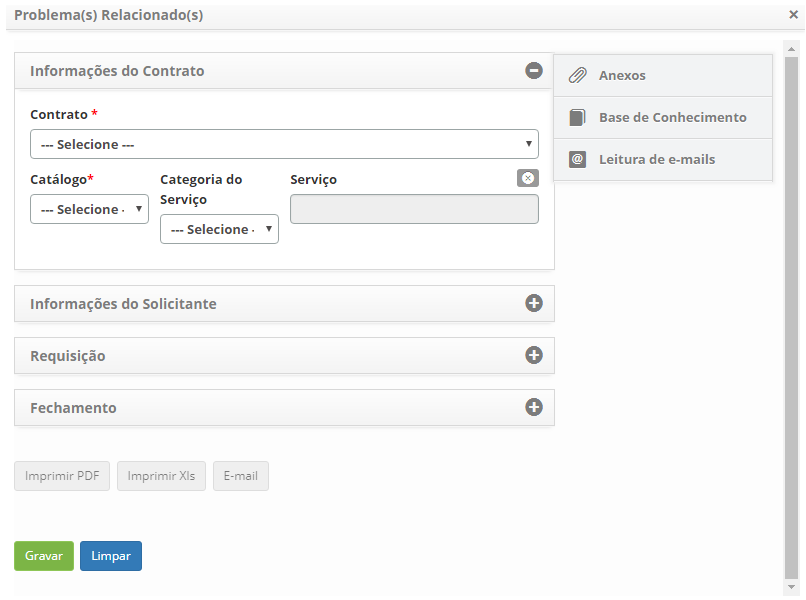 Problema(s) Relacionado(s)
Informações do Contrato
Contrato *
--- Selecione ---
Catálogo*
--- Selecione -
Categoria do
Serviço
--- Selecione -
Serviço
Anexos
Base de Conhecimento
Leitura de e-mails
Informações do Solicitante
Requisição
Fechamento
Imprimir PDF
Imprimir Xls
E-mail
Gravar
Limpar